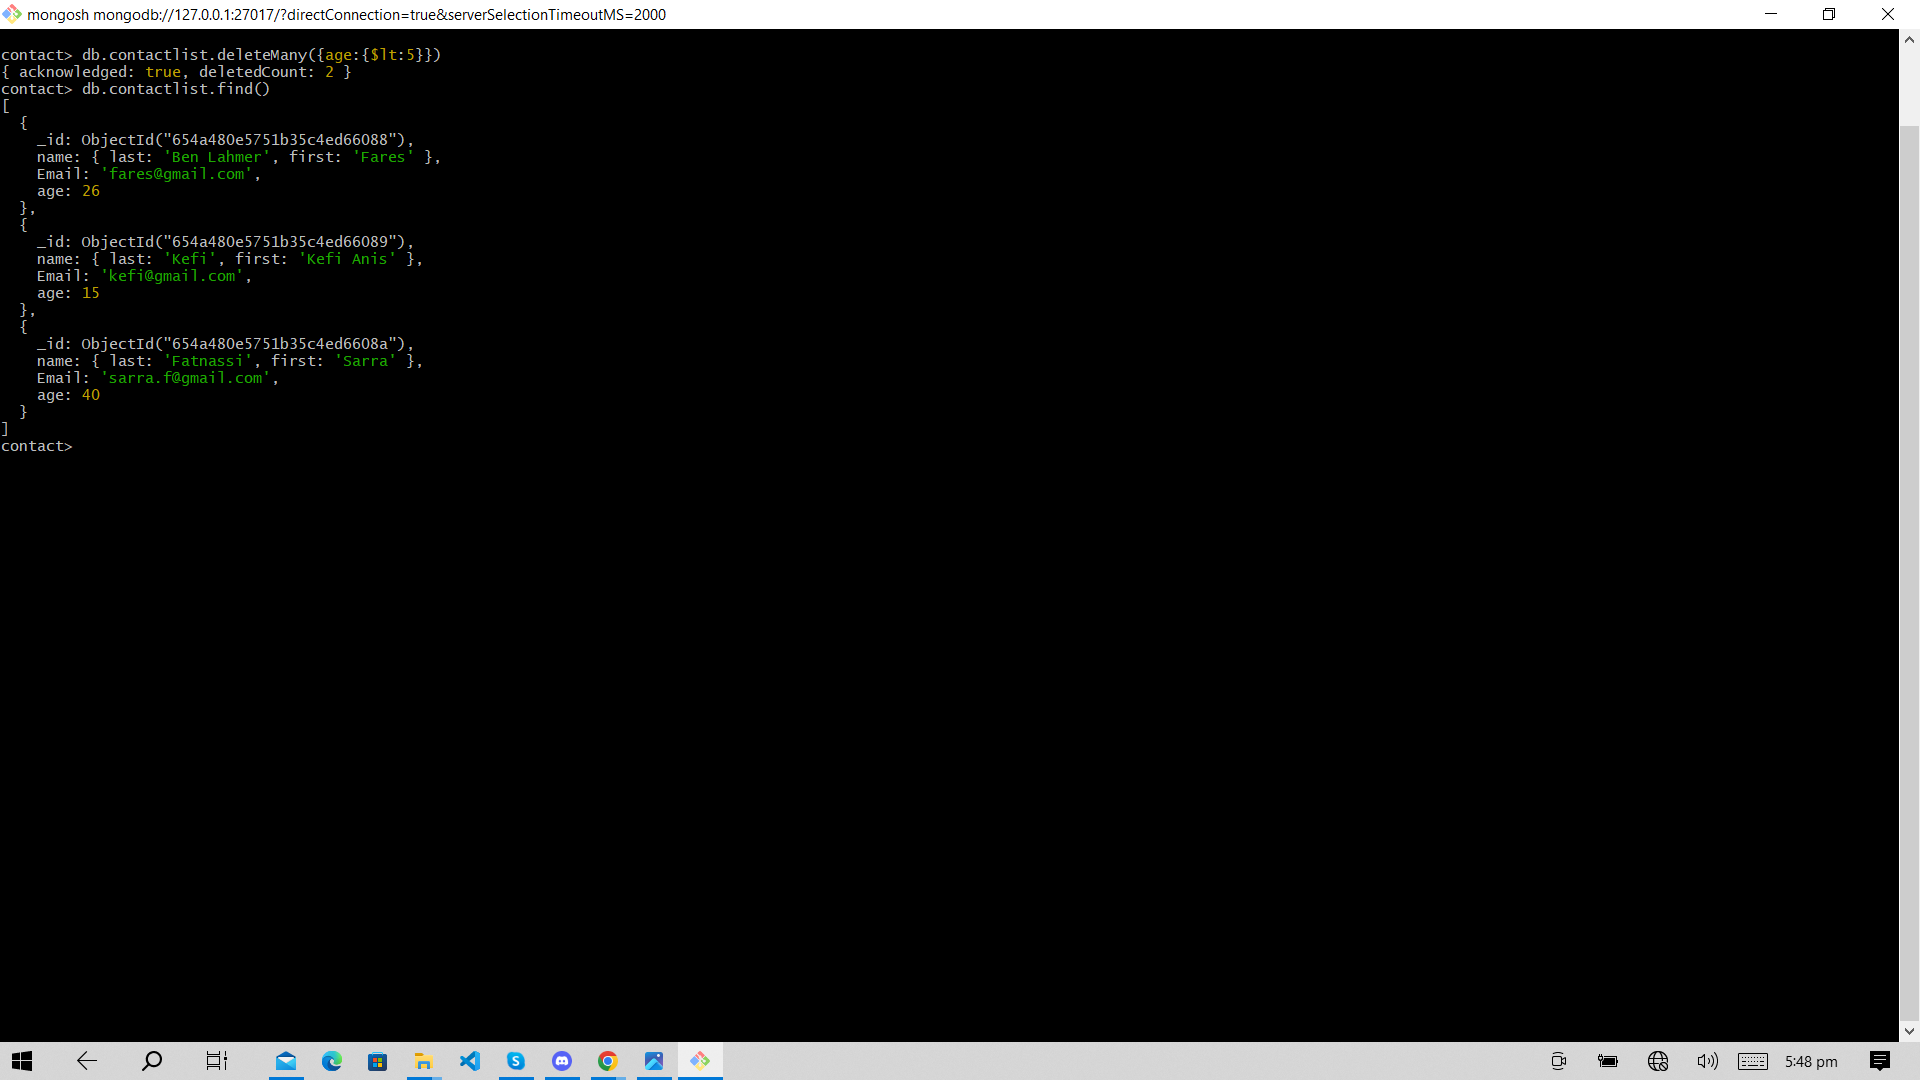 mongosh mongodb://127.0.0.1:27017/?directConnection=true&serverSelectionTimeoutMS=2000
contact> db.contactlist.deleteMany({age:{$lt:5}})
{ acknowledged: true, deletedCount: 2 }
contact> db.contactlist.find()
[
  {
    _id: ObjectId("654a480e5751b35c4ed66088"),
    name: { last: 'Ben Lahmer', first: 'Fares' },
    Email: 'fares@gmail.com',
    age: 26
  },
  {
    _id: ObjectId("654a480e5751b35c4ed66089"),
    name: { last: 'Kefi', first: 'Kefi Anis' },
    Email: 'kefi@gmail.com',
    age: 15
  },
  {
    _id: ObjectId("654a480e5751b35c4ed6608a"),
    name: { last: 'Fatnassi', first: 'Sarra' },
    Email: 'sarra.f@gmail.com',
    age: 40
  }
]
contact>
5:48 pm